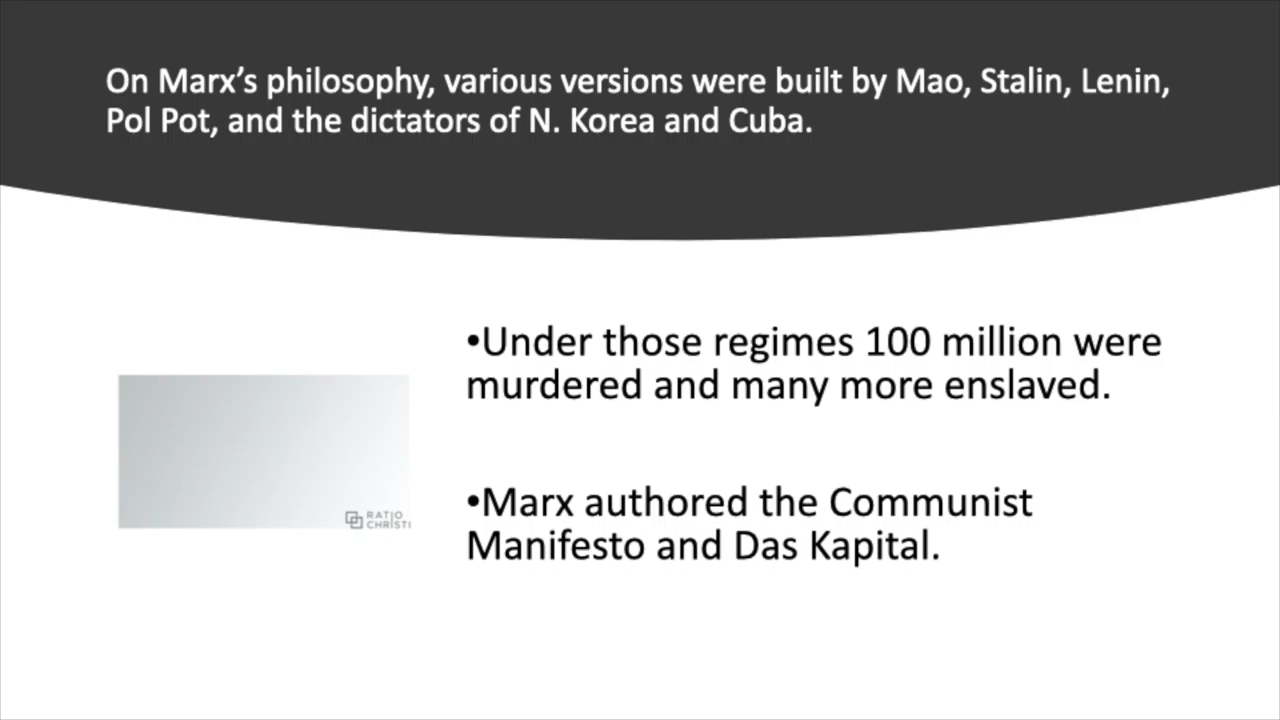 On Marx’s philosophy, various versions were built by Mao, Stalin, Lenin,
Pol Pot, and the dictators of N. Korea and Cuba.
•Under those regimes 100 million were
murdered and many more enslaved.
RATIO
CHRISTI
•Marx authored the Communist
Manifesto and Das Kapital.